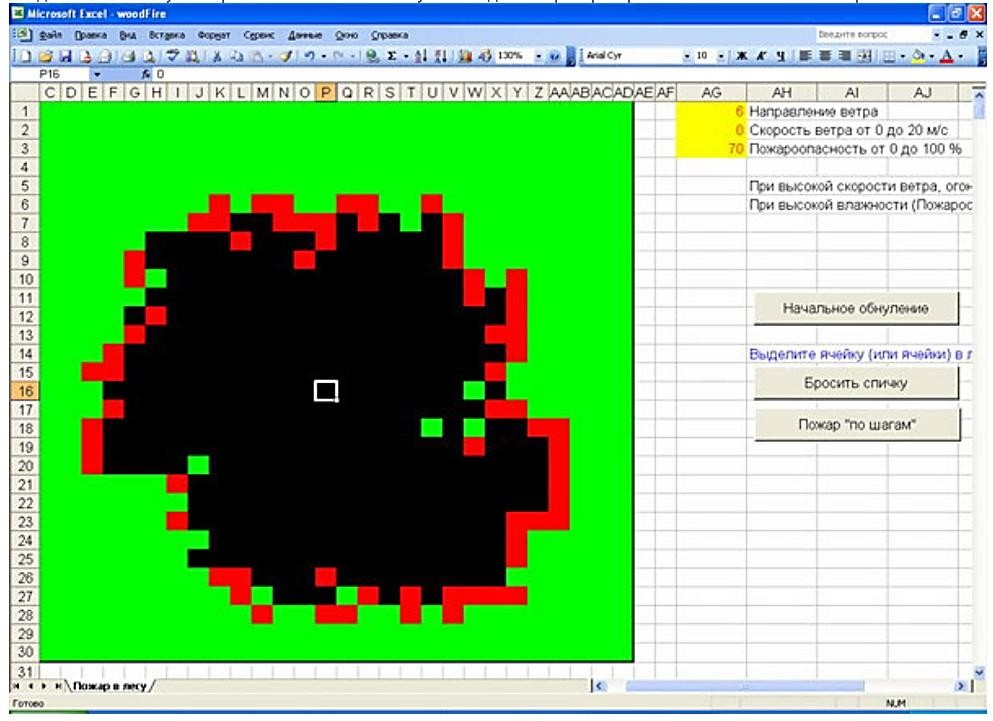 Microsoft Excel - woodFire
Файл Правка Вид Вставка Формат Сервис Данные Окно Справка Введите вопрос
130% Arial Cyr 10 Ж К Ч
P16 fx 0
C D E F G H I J K L M N O P Q R S T U V W X Y Z AA AB AC AD AE AF AG AH AI AJ
1 6 Направление ветра
2 0 Скорость ветра от 0 до 20 м/с
3 70 Пожароопасность от 0 до 100 %
4
5 При высокой скорости ветра, огон
6 При высокой влажности (Пожарос
7
8
9
10
11
Начальное обнуление
12
13
14 Выделите ячейку (или ячейки) в л
15
Бросить спичку
16
17
Пожар "по шагам"
18
19
20
21
22
23
24
25
26
27
28
29
30
31
Пожар в лесу
Готово NUM